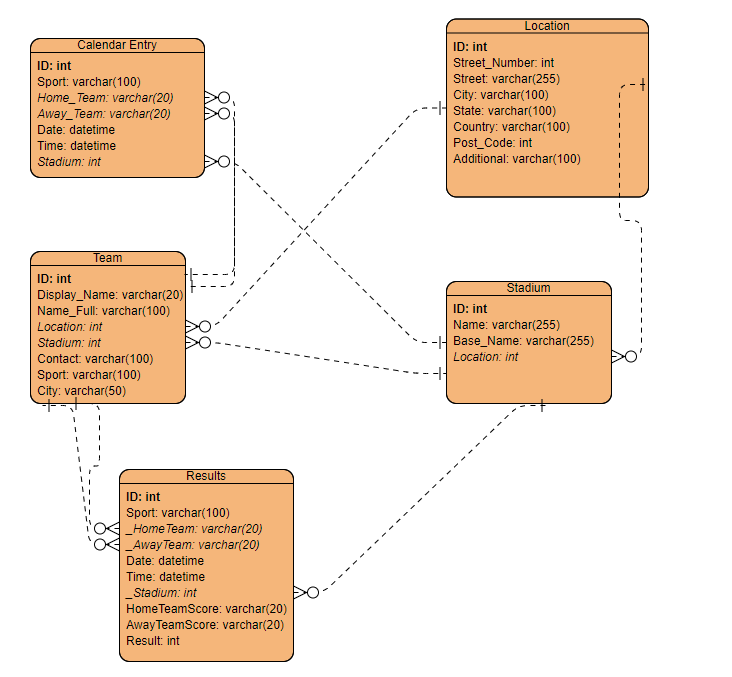 Calendar Entry
ID: int
Sport: varchar(100)
Home_Team: varchar(20)
Away_Team: varchar(20)
Date: datetime
Time: datetime
Stadium: int
Location
ID: int
Street_Number: int
Street: varchar(255)
City: varchar(100)
State: varchar(100)
Country: varchar(100)
Post_Code: int
Additional: varchar(100)
Team
ID: int
Display_Name: varchar(20)
Name_Full: varchar(100)
Location: int
Stadium: int
Contact: varchar(100)
Sport: varchar(100)
City: varchar(50)
Stadium
ID: int
Name: varchar(255)
Base_Name: varchar(255)
Location: int
Results
ID: int
Sport: varchar(100)
_HomeTeam: varchar(20)
_AwayTeam: varchar(20)
Date: datetime
Time: datetime
_Stadium: int
HomeTeamScore: varchar(20)
AwayTeamScore: varchar(20)
Result: int